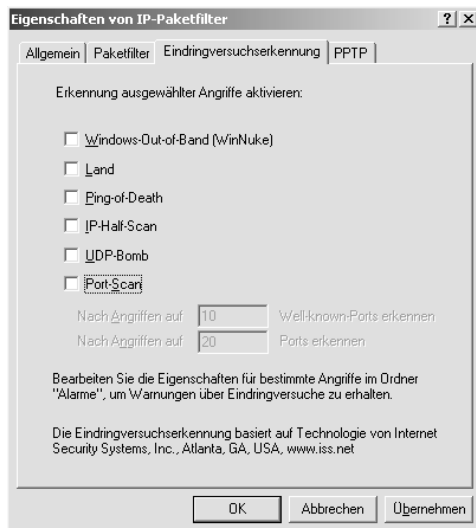 Eigenschaften von IP-Paketfilter
Allgemein Paketfilter Eindringversuchserkennung PPTP
Erkennung ausgewählter Angriffe aktivieren:
Windows-Out-of-Band (WinNuke)
Land
Ping-of-Death
IP-Half-Scan
UDP-Bomb
Port-Scan
Nach Angriffen auf 10 Well-known-Ports erkennen
Nach Angriffen auf 20 Ports erkennen
Bearbeiten Sie die Eigenschaften für bestimmte Angriffe im Ordner
"Alarme", um Warnungen über Eindringversuche zu erhalten.
Die Eindringversuchserkennung basiert auf Technologie von Internet
Security Systems, Inc., Atlanta, GA, USA, www.iss.net
OK Abbrechen Übernehmen